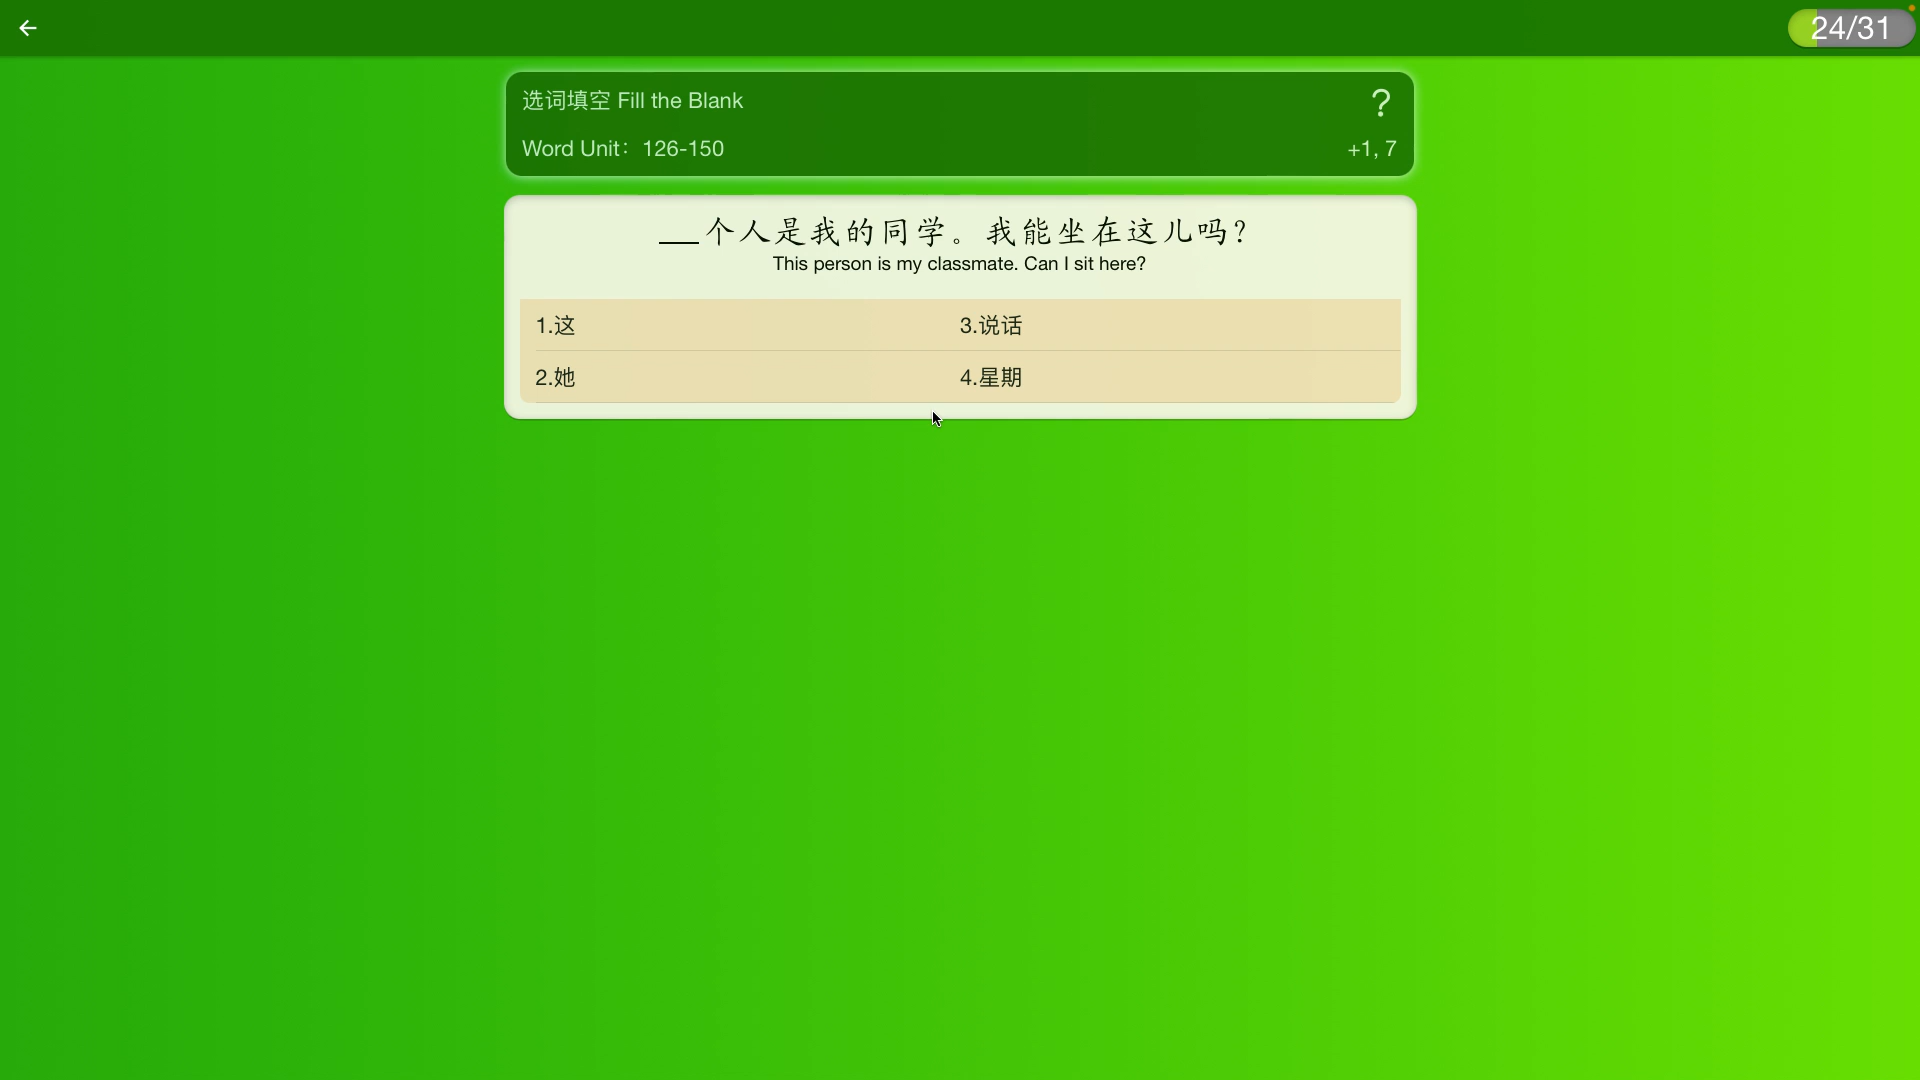 24/31
选词填空 Fill the Blank
?
Word Unit：126-150
+1, 7
___个人是我的同学。我能坐在这儿吗?
This person is my classmate. Can I sit here?
1.这
3.说话
2.她
4.星期